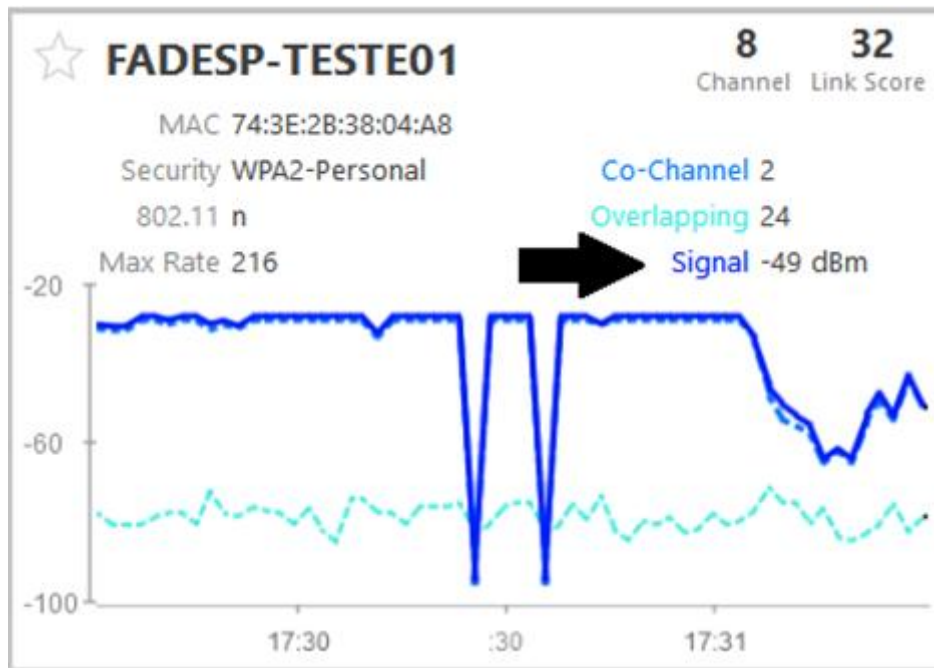 FADESP-TESTE01
8 32
Channel Link Score
MAC 74:3E:2B:38:04:A8
Security WPA2-Personal Co-Channel 2
802.11 n Overlapping 24
Max Rate 216 Signal -49 dBm
-20
-60
-100
17:30 :30 17:31